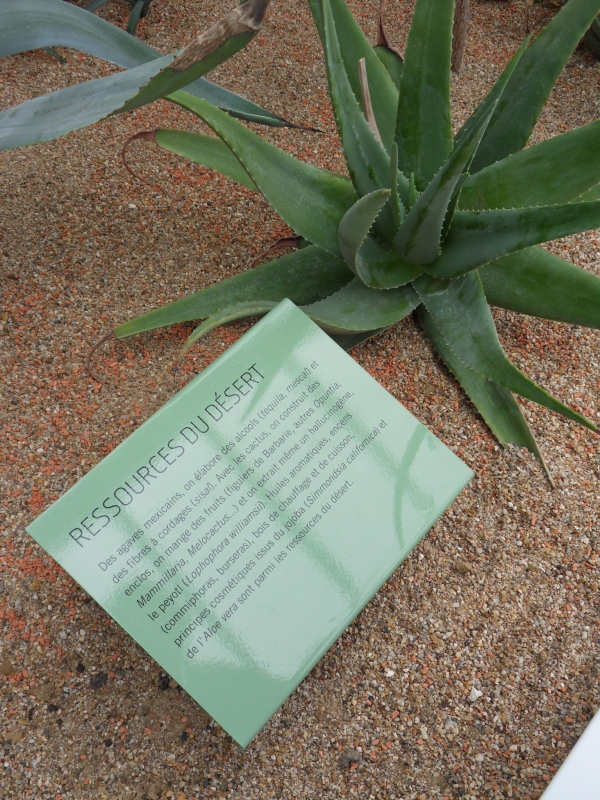 RESSOURCES DU DÉSERT
Des agaves mexicains, on élabore des alcools (tequila, mescal) et
des fibres à cordages (sisal). Avec les cactus, on construit des
enclos, on mange des fruits (figuiers de Barbarie, autres Opuntia,
Mammillaria, Melocactus...) et on extrait même un hallucinogène,
le peyotl (Lophophora williamsii). Huiles aromatiques, encens
(commiphoras, burseras), bois de chauffage et de cuisson,
principes cosmétiques issus du jojoba (Simmondsia californica) et
de l'Aloe vera sont parmi les ressources du désert.